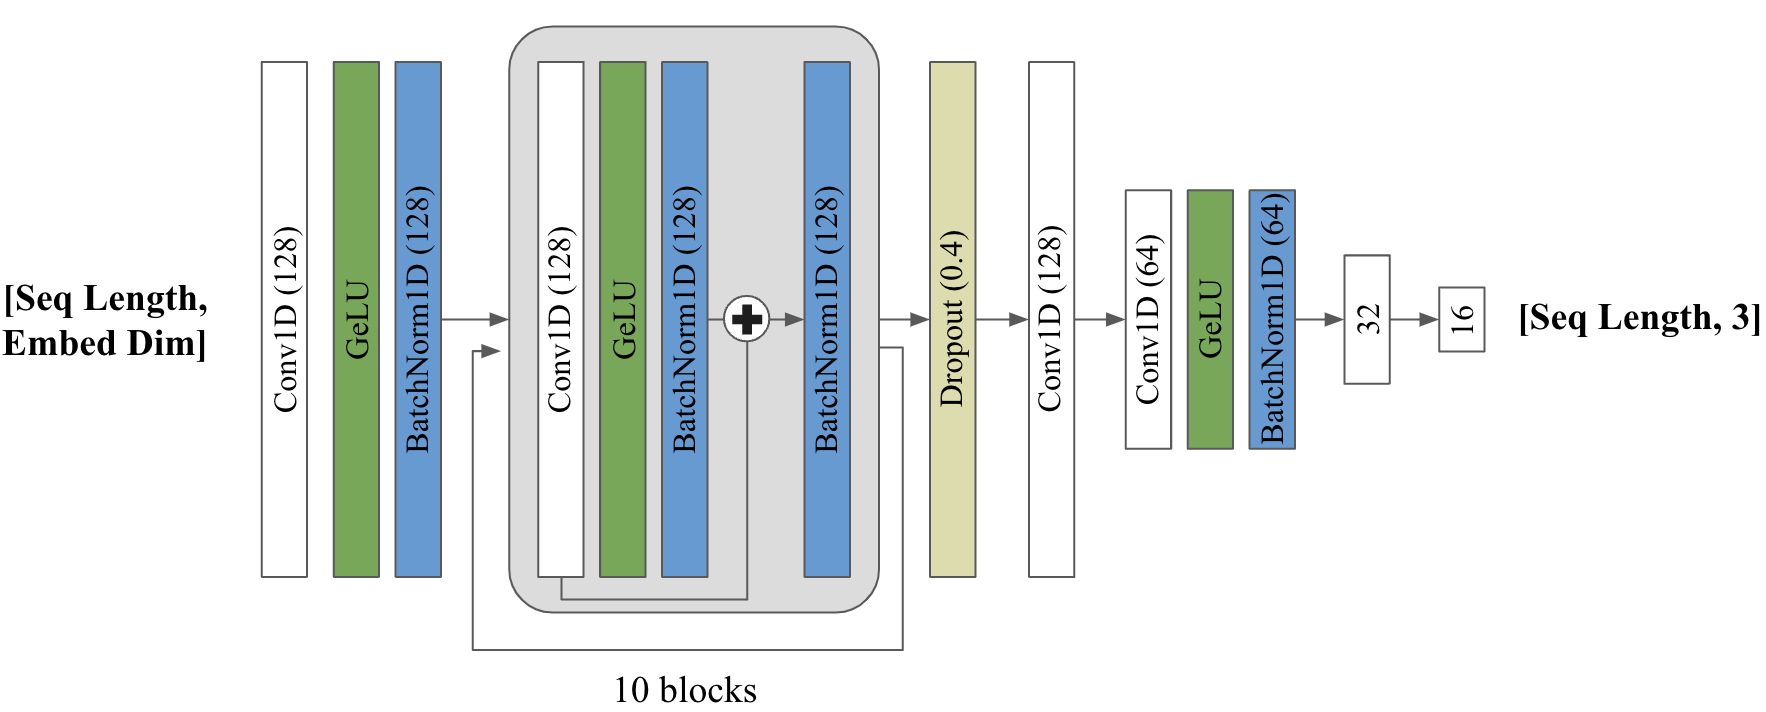 [Seq Length,
Embed Dim]
Conv1D (128)
GeLU
BatchNorm1D (128)
Conv1D (128)
GeLU
BatchNorm1D (128)
BatchNorm1D (128)
Dropout (0.4)
Conv1D (128)
Conv1D (64)
GeLU
BatchNorm1D (64)
32
16
[Seq Length, 3]
10 blocks